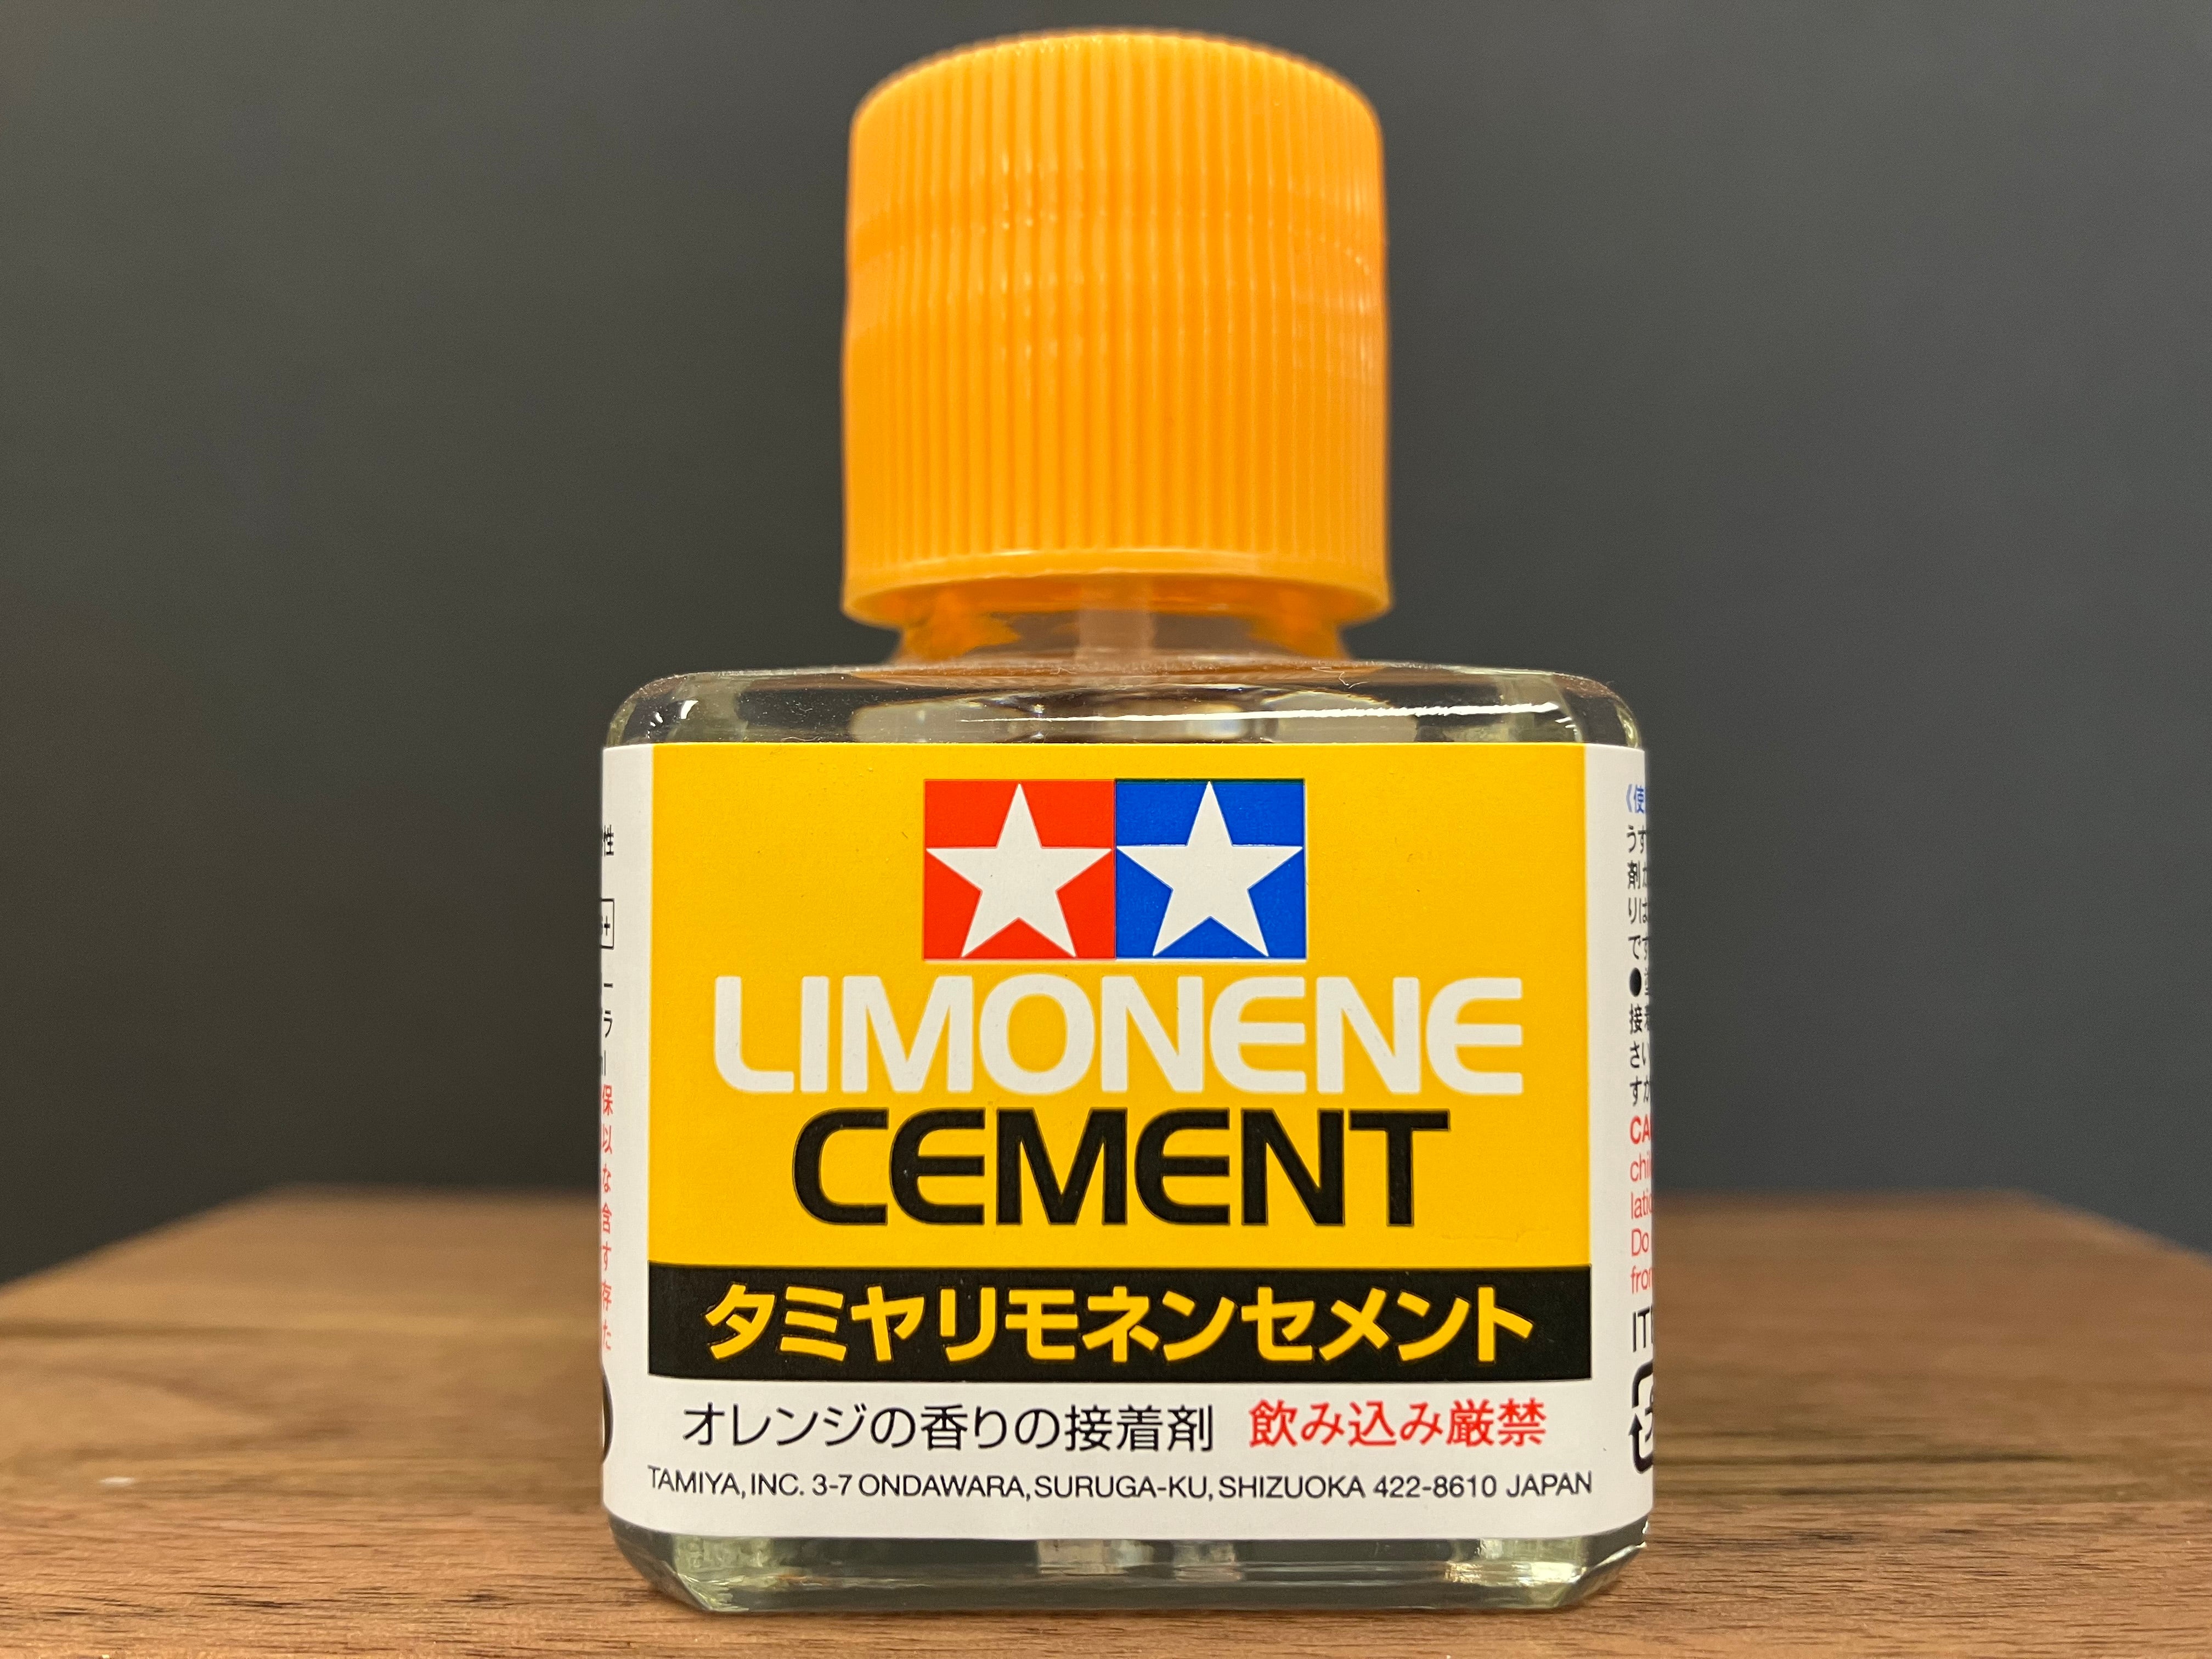 LIMONENE
CEMENT
タミヤリモネンセメント
オレンジの香りの接着剤 飲み込み厳禁
TAMIYA, INC. 3-7 ONDAWARA, SURUGA-KU, SHIZUOKA 422-8610 JAPAN